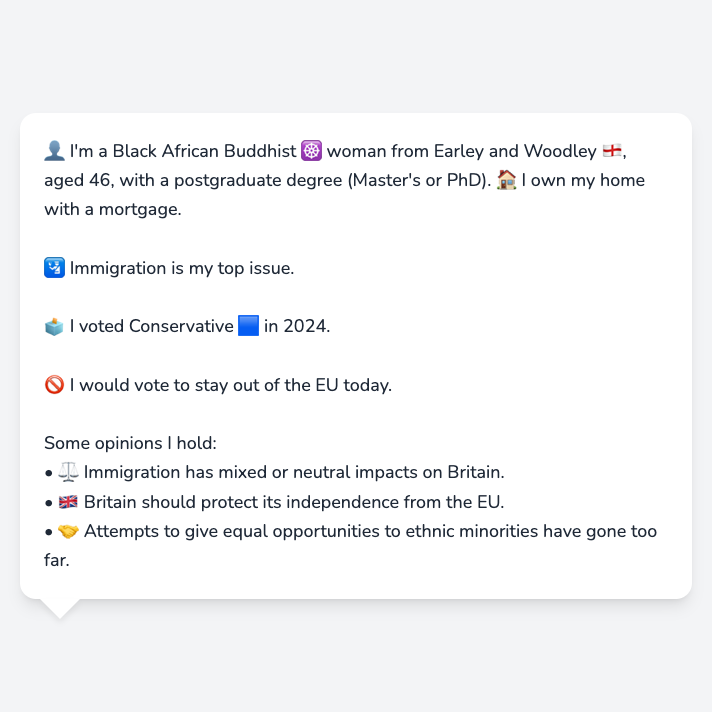 👤 I'm a Black African Buddhist ☸️ woman from Earley and Woodley 🏴󠁧󠁢󠁥󠁮󠁧󠁿,
aged 46, with a postgraduate degree (Master's or PhD). 🏠 I own my home
with a mortgage.
🛂 Immigration is my top issue.
🗳️ I voted Conservative 🟦 in 2024.
🚫 I would vote to stay out of the EU today.
Some opinions I hold:
• ⚖️ Immigration has mixed or neutral impacts on Britain.
• 🇬🇧 Britain should protect its independence from the EU.
• 🤝 Attempts to give equal opportunities to ethnic minorities have gone too
far.